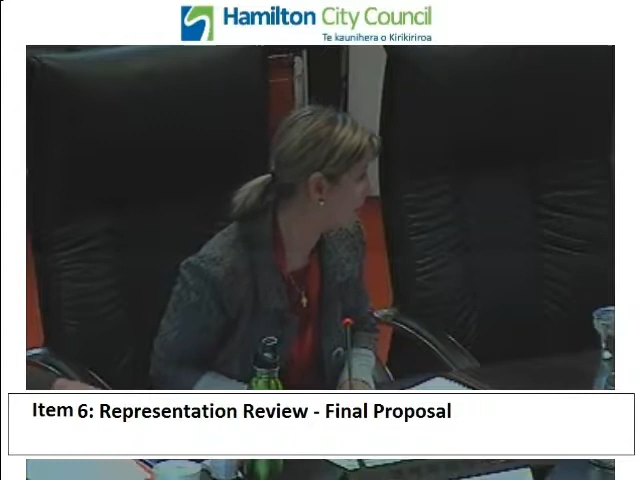 Hamilton City Council
Te kaunihera o Kirikiriroa
Item 6: Representation Review - Final Proposal